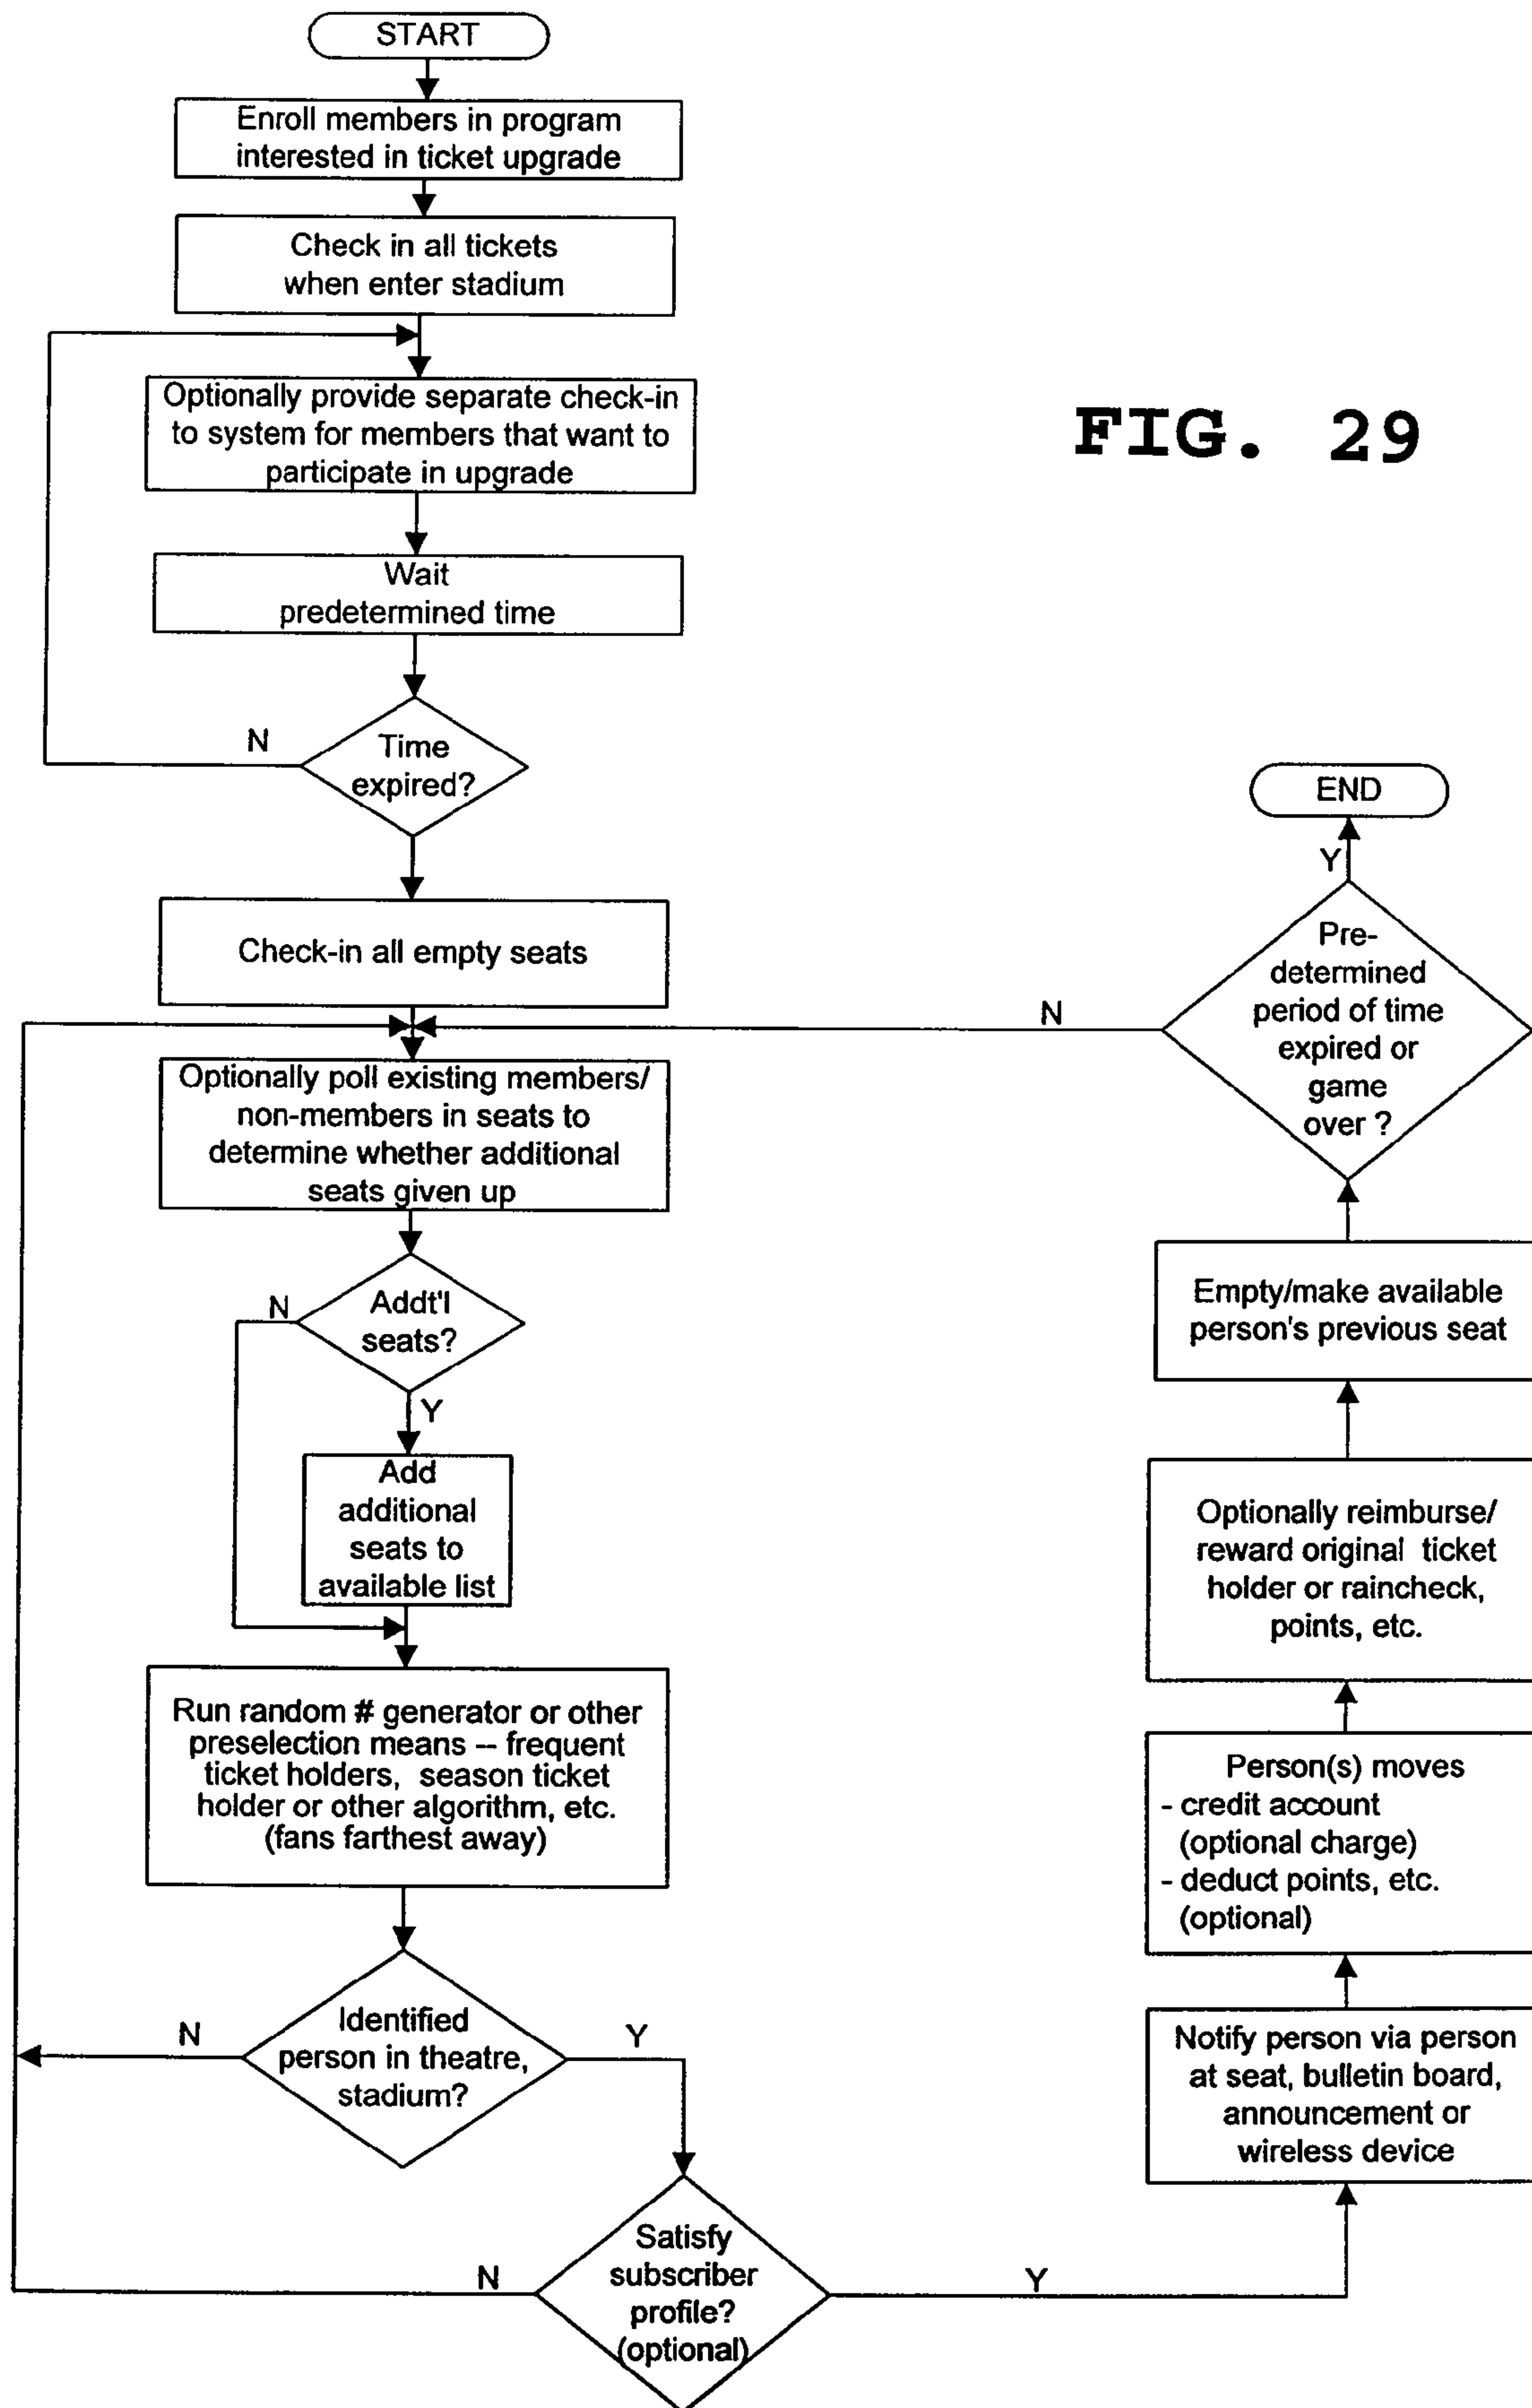 START
Enroll members in program
interested in ticket upgrade
Check in all tickets
when enter stadium
Optionally provide separate check-in
to system for members that want to
participate in upgrade
FIG. 29
Wait
predetermined time
N
Time
expired?
Check-in all empty seats
Optionally poll existing members/
non-members in seats to
determine whether additional
seats given up
N
Addt'l
seats?
Y
Add
additional
seats to
available list
Run random # generator or other
preselection means -- frequent
ticket holders, season ticket
holder or other algorithm, etc.
(fans farthest away)
N
Identified
person in theatre,
stadium?
Y
N
Satisfy
subscriber
profile?
(optional)
Y
Notify person via person
at seat, bulletin board,
announcement or
wireless device
Person(s) moves
- credit account
(optional charge)
- deduct points, etc.
(optional)
Optionally reimburse/
reward original ticket
holder or raincheck,
points, etc.
Empty/make available
person's previous seat
N
Pre-
determined
period of time
expired or
game
over ?
Y
END